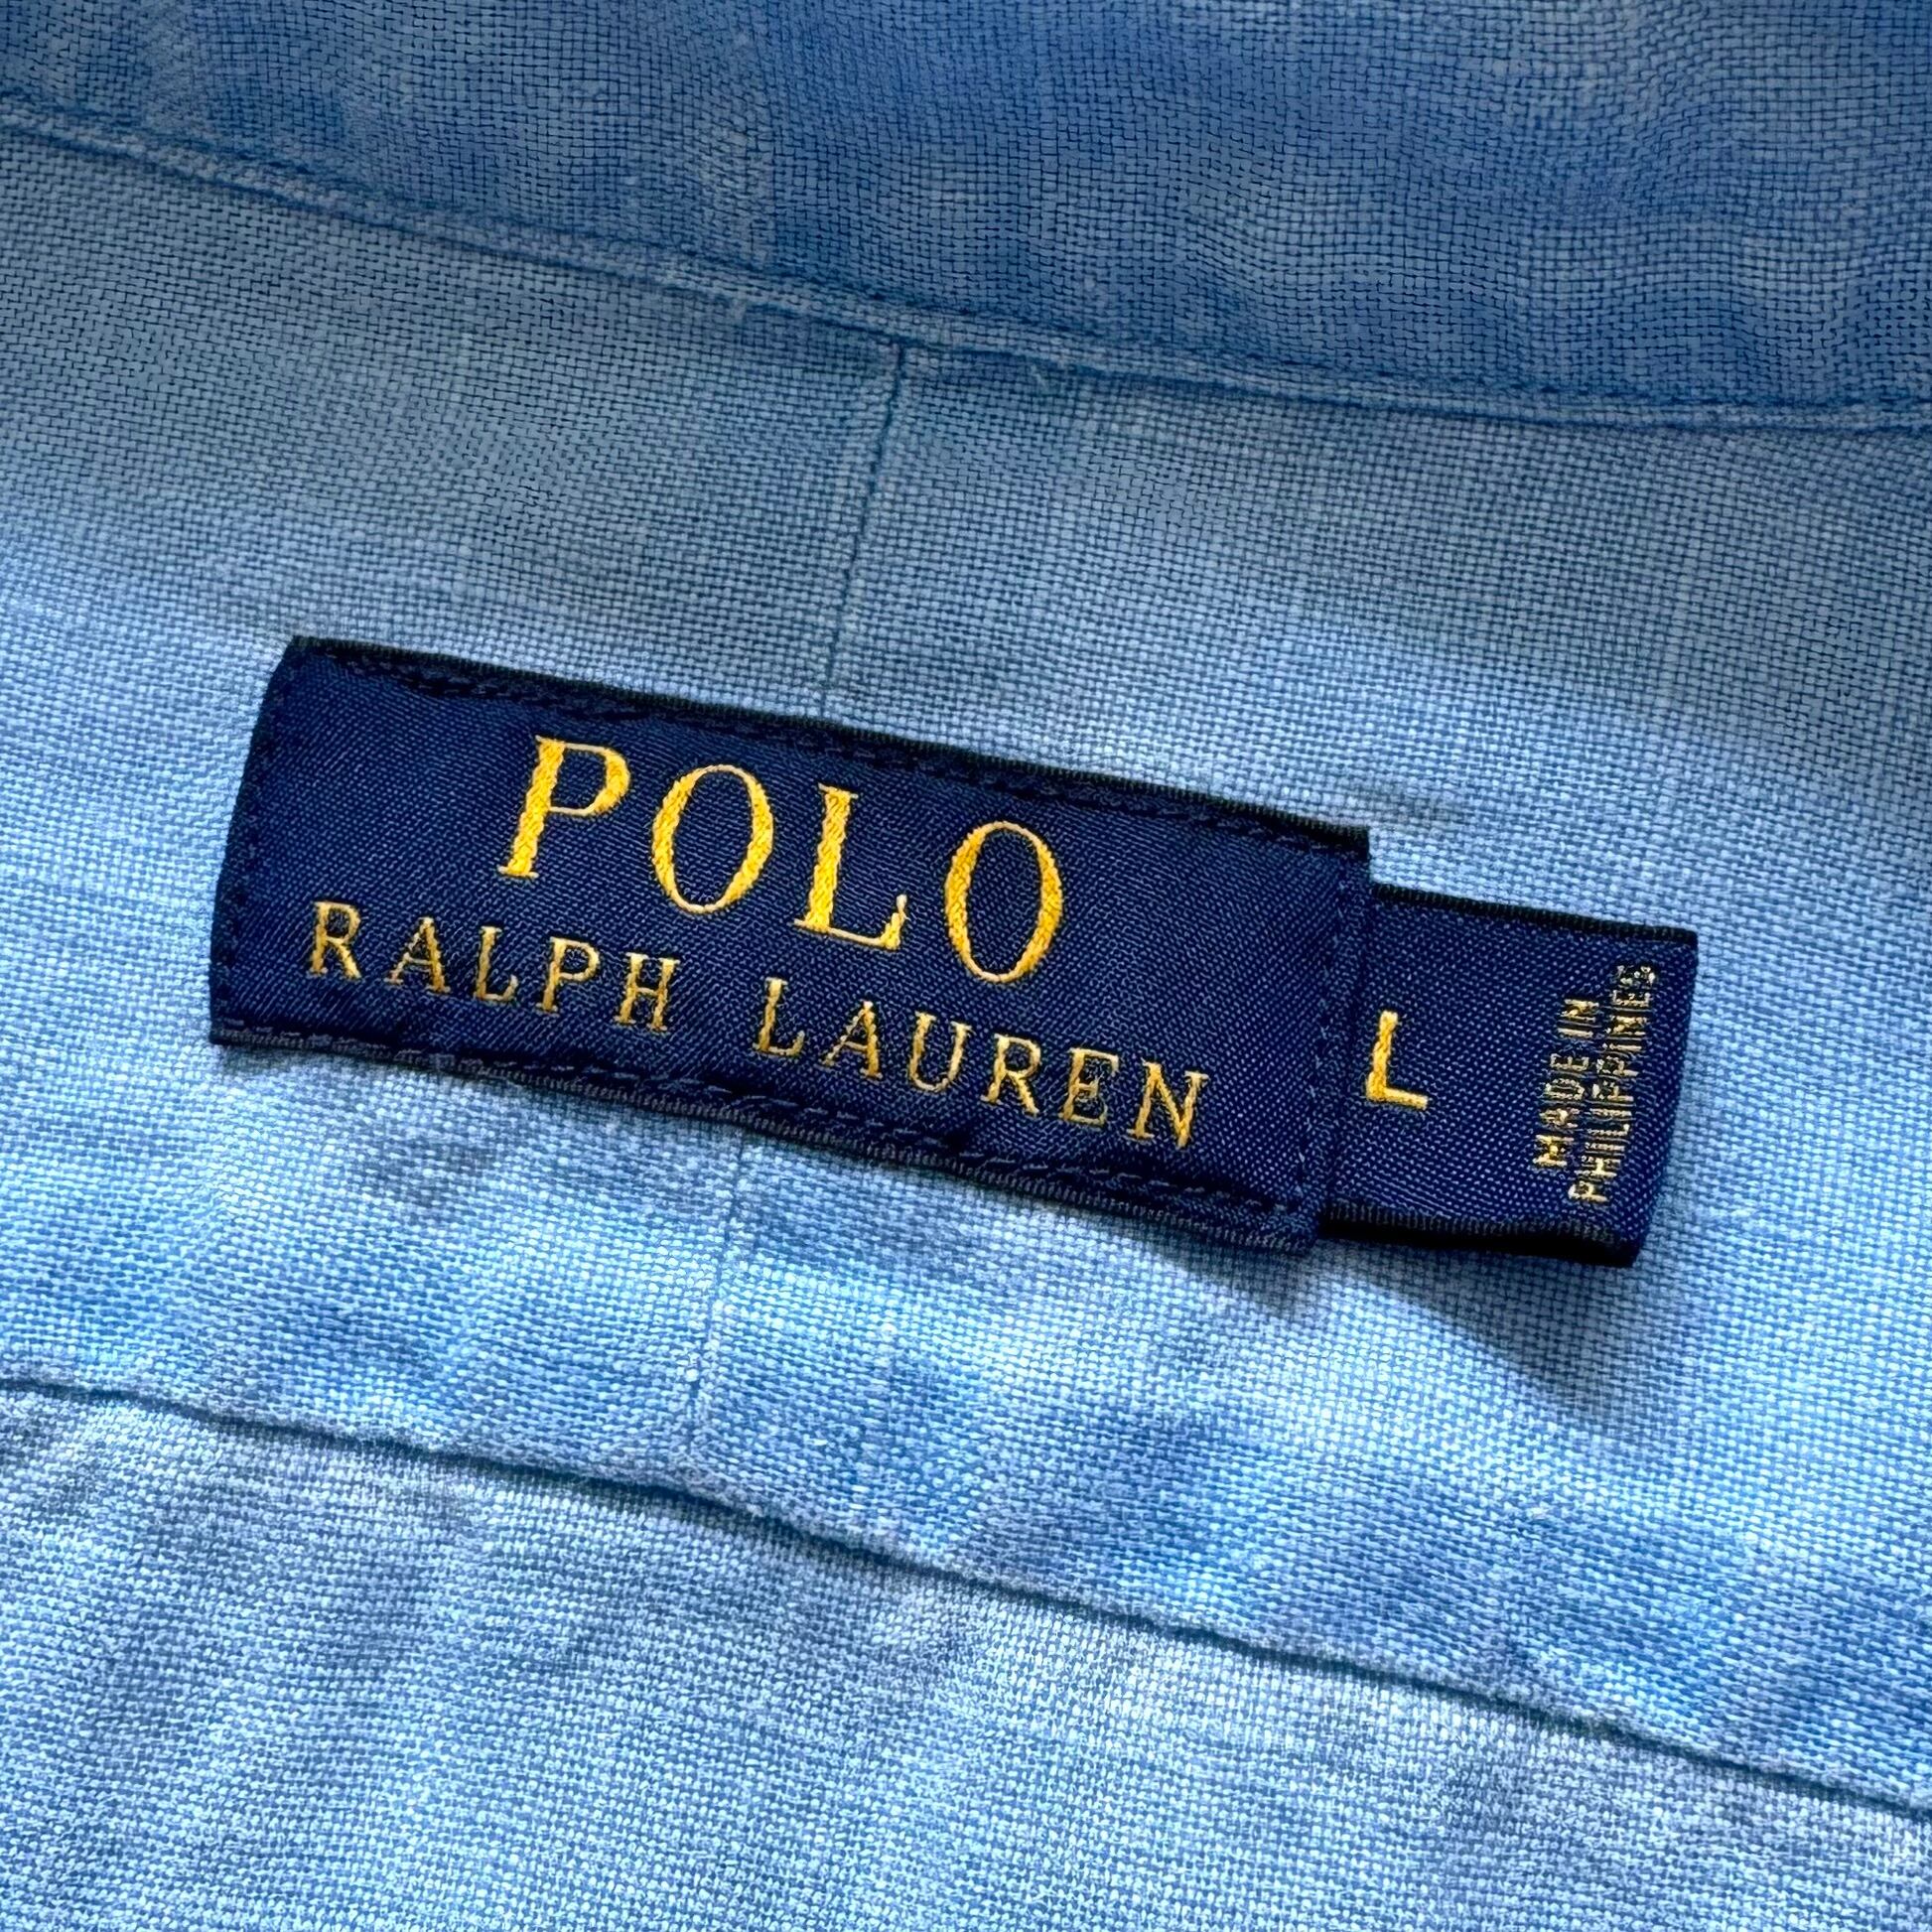 POLO
RALPH LAUREN
L
MADE IN
PHILIPPINES